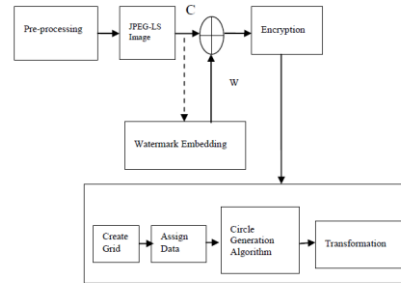 Pre-processing
JPEG-LS
Image
C
Encryption
W
Watermark Embedding
Create
Grid
Assign
Data
Circle
Generation
Algorithm
Transformation